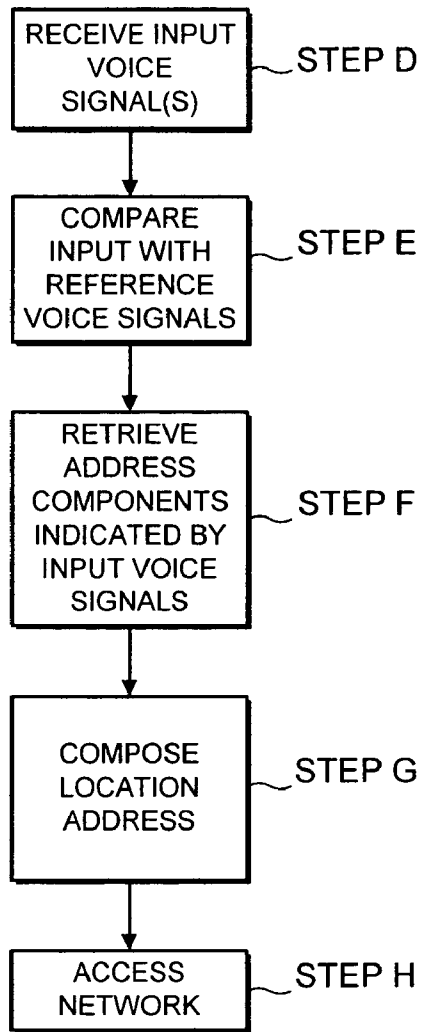 RECEIVE INPUT
VOICE
SIGNAL(S)
STEP D
COMPARE
INPUT WITH
REFERENCE
VOICE SIGNALS
STEP E
RETRIEVE
ADDRESS
COMPONENTS
INDICATED BY
INPUT VOICE
SIGNALS
STEP F
COMPOSE
LOCATION
ADDRESS
STEP G
ACCESS
NETWORK
STEP H